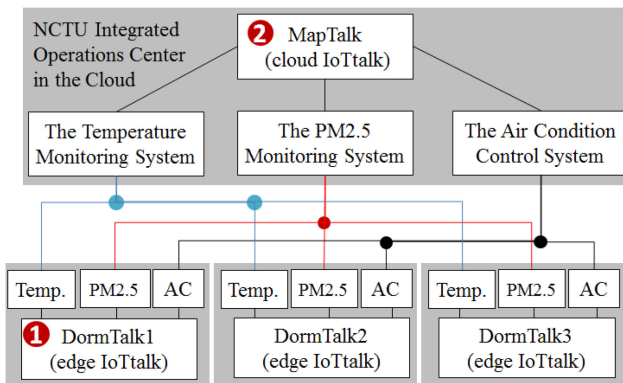 NCTU Integrated
Operations Center
in the Cloud
2
MapTalk
(cloud IoTtalk)
The Temperature
Monitoring System
The PM2.5
Monitoring System
The Air Condition
Control System
Temp.
PM2.5
AC
Temp.
PM2.5
AC
Temp.
PM2.5
AC
1
DormTalk1
(edge IoTtalk)
DormTalk2
(edge IoTtalk)
DormTalk3
(edge IoTtalk)